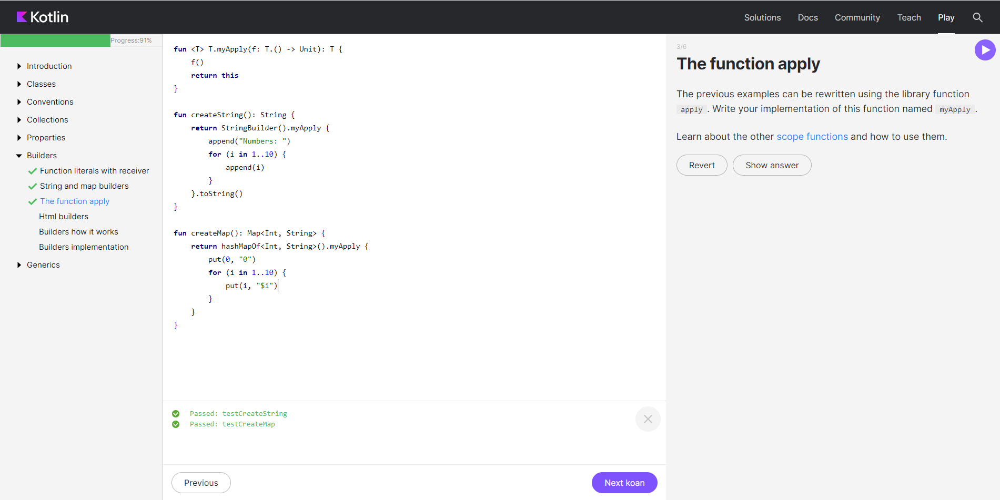 Kotlin
Solutions Docs Community Teach Play
Progress:91%
Introduction
Classes
Conventions
Collections
Properties
Builders
Function literals with receiver
String and map builders
The function apply
Html builders
Builders how it works
Builders implementation
Generics
fun <T> T.myApply(f: T.() -> Unit): T {
    f()
    return this
}
fun createString(): String {
    return StringBuilder().myApply {
        append("Numbers: ")
        for (i in 1..10) {
            append(i)
        }
    }.toString()
}
fun createMap(): Map<Int, String> {
    return hashMapOf<Int, String>().myApply {
        put(0, "0")
        for (i in 1..10) {
            put(i, "$i")
        }
    }
}
Passed: testCreateString
Passed: testCreateMap
Previous
Next koan
3/6
The function apply
The previous examples can be rewritten using the library function
apply . Write your implementation of this function named myApply .
Learn about the other scope functions and how to use them.
Revert
Show answer